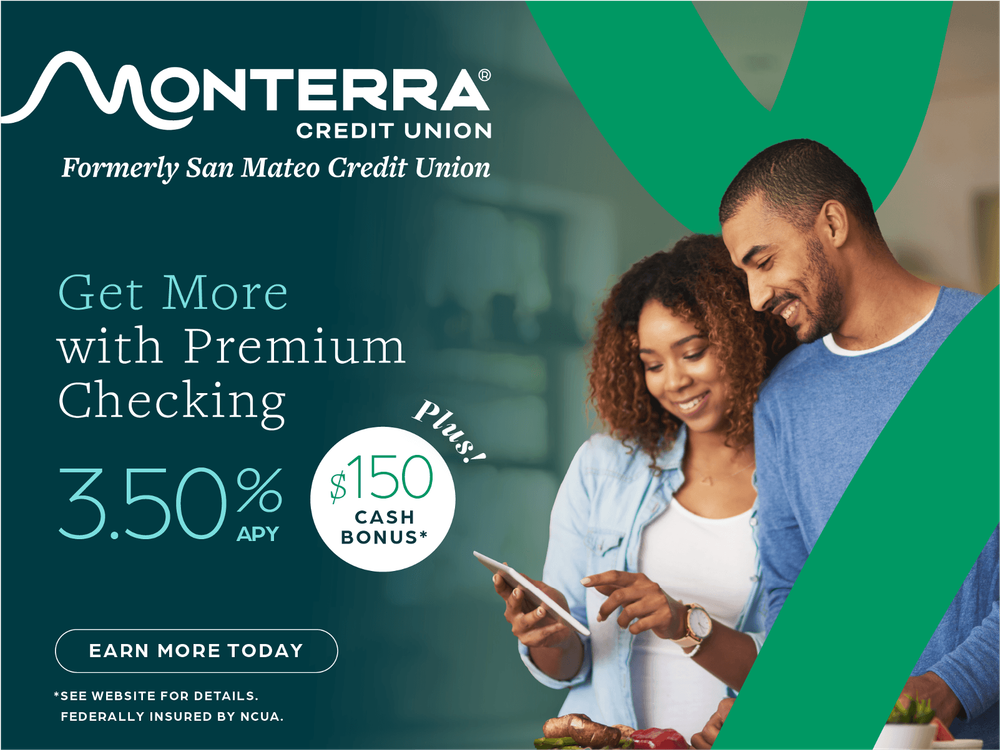 MONTERRA®
CREDIT UNION
Formerly San Mateo Credit Union
Get More
with Premium
Checking
3.50%
APY
Plus!
$150
CASH
BONUS*
EARN MORE TODAY
*SEE WEBSITE FOR DETAILS.
FEDERALLY INSURED BY NCUA.